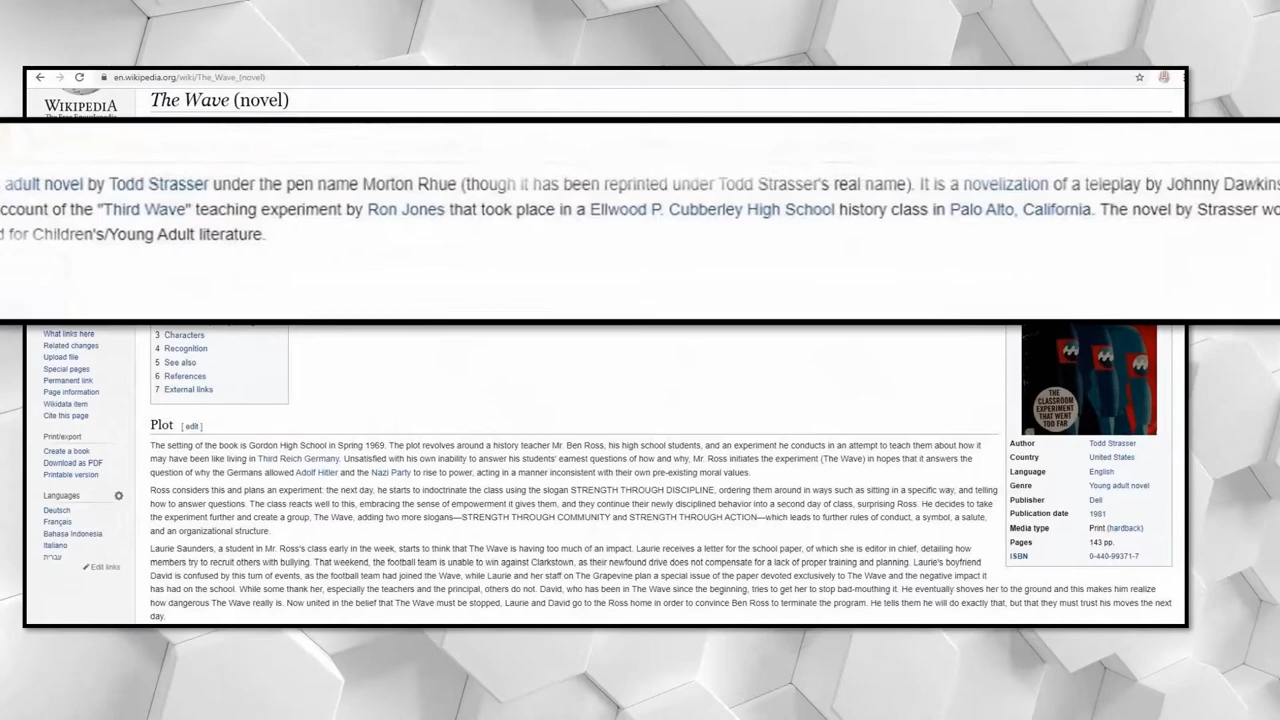 en.wikipedia.org/wiki/The_Wave_(novel)
WIKIPEDIA
The Wave (novel)
adult novel by Todd Strasser under the pen name Morton Rhue (though it has been reprinted under Todd Strasser's real name). It is a novelization of a teleplay by Johnny Dawkins
ccount of the "Third Wave" teaching experiment by Ron Jones that took place in a Ellwood P. Cubberley High School history class in Palo Alto, California. The novel by Strasser wo
d for Children's/Young Adult literature.
What links here
Related changes
Upload file
Special pages
Permanent link
Page information
Wikidata item
Cite this page
Print/export
Create a book
Download as PDF
Printable version
Languages
Deutsch
Français
Bahasa Indonesia
Italiano
עברית
Edit links
3 Characters
4 Recognition
5 See also
6 References
7 External links
Plot [ edit ]
The setting of the book is Gordon High School in Spring 1969. The plot revolves around a history teacher Mr. Ben Ross, his high school students, and an experiment he conducts in an attempt to teach them about how it
may have been like living in Third Reich Germany. Unsatisfied with his own inability to answer his students' earnest questions of how and why, Mr. Ross initiates the experiment (The Wave) in hopes that it answers the
question of why the Germans allowed Adolf Hitler and the Nazi Party to rise to power, acting in a manner inconsistent with their own pre-existing moral values.
Ross considers this and plans an experiment: the next day, he starts to indoctrinate the class using the slogan STRENGTH THROUGH DISCIPLINE, ordering them around in ways such as sitting in a specific way, and telling
how to answer questions. The class reacts well to this, embracing the sense of empowerment it gives them, and they continue their newly disciplined behavior into a second day of class, surprising Ross. He decides to take
the experiment further and create a group, The Wave, adding two more slogans—STRENGTH THROUGH COMMUNITY and STRENGTH THROUGH ACTION—which leads to further rules of conduct, a symbol, a salute,
and an organizational structure.
Laurie Saunders, a student in Mr. Ross's class early in the week, starts to think that The Wave is having too much of an impact. Laurie receives a letter for the school paper, of which she is editor in chief, detailing how
members try to recruit others with bullying. That weekend, the football team is unable to win against Clarkstown, as their newfound drive does not compensate for a lack of proper training and planning. Laurie's boyfriend
David is confused by this turn of events, as the football team had joined the Wave, while Laurie and her staff on The Grapevine plan a special issue of the paper devoted exclusively to The Wave and the negative impact it
has had on the school. While some thank her, especially the teachers and the principal, others do not. David, who has been in The Wave since the beginning, tries to get her to stop bad-mouthing it. He eventually shoves her to the ground and this makes him realize
how dangerous The Wave really is. Now united in the belief that The Wave must be stopped, Laurie and David go to the Ross home in order to convince Ben Ross to terminate the program. He tells them he will do exactly that, but that they must trust his moves the next
day.
THE
CLASSROOM
EXPERIMENT
THAT WENT
TOO FAR
Author Todd Strasser
Country United States
Language English
Genre Young adult novel
Publisher Dell
Publication date 1981
Media type Print (hardback)
Pages 143 pp.
ISBN 0-440-99371-7